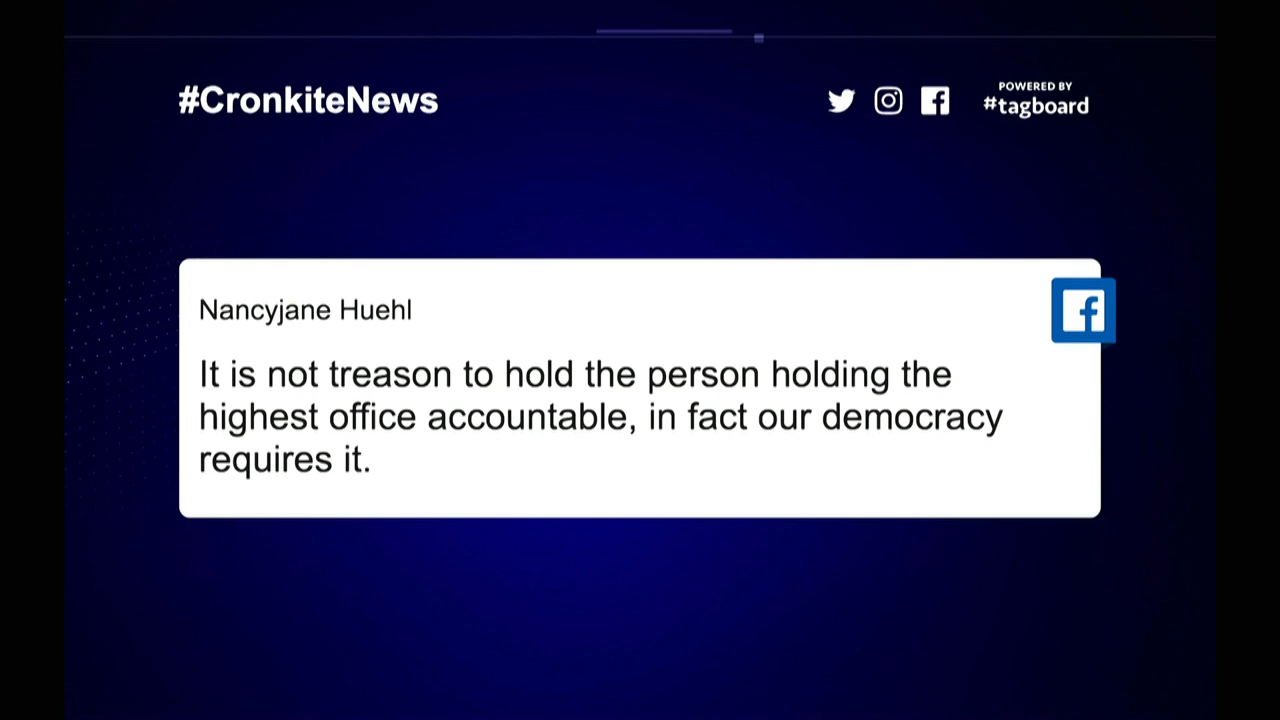 #CronkiteNews
POWERED BY
#tagboard
Nancyjane Huehl
It is not treason to hold the person holding the
highest office accountable, in fact our democracy
requires it.